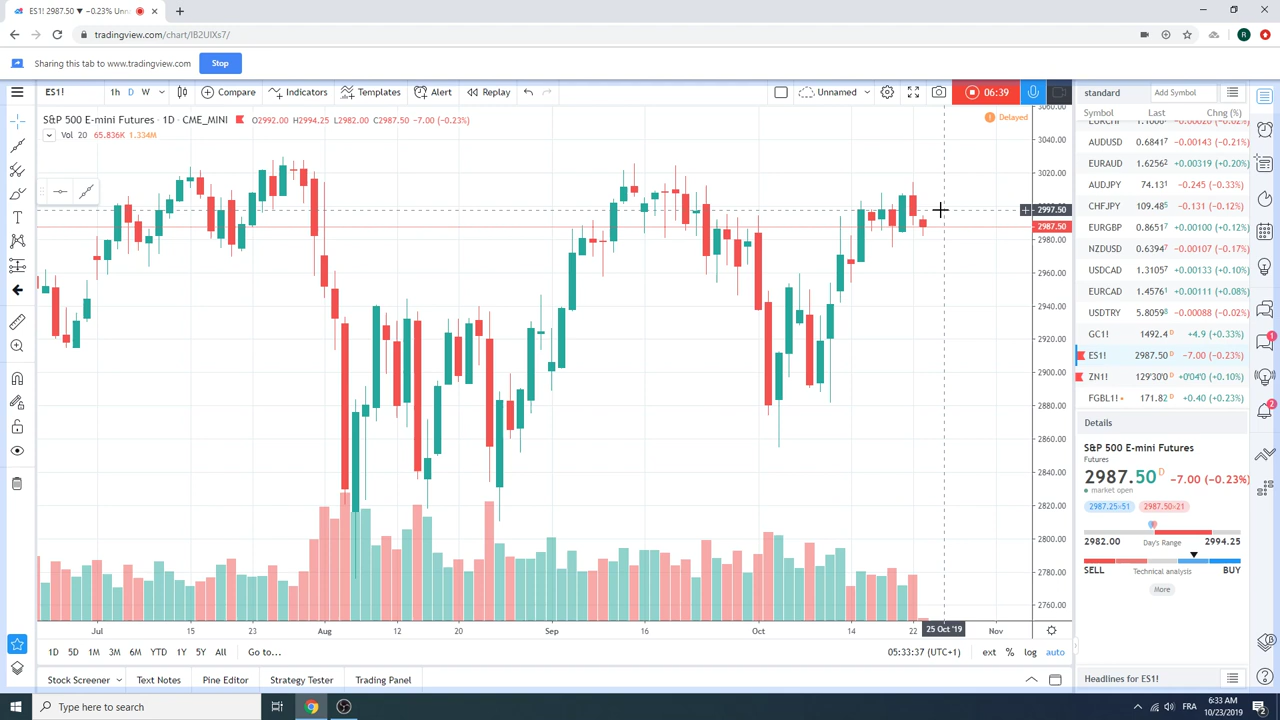 ES1! 2987.50 ▼ −0.23% Unn
tradingview.com/chart/IB2UIXs7/
R
Sharing this tab to www.tradingview.com Stop
ES1! 1h D W Compare Indicators Templates Alert Replay Unnamed 06:39
S&P 500 E-mini Futures · 1D · CME_MINI O2992.00 H2994.25 L2982.00 C2987.50 −7.00 (−0.23%)
Vol 20 65.836K 1.334M
Delayed
3060.00
3040.00
3020.00
2997.50
2987.50
2980.00
2960.00
2940.00
2920.00
2900.00
2880.00
2860.00
2840.00
2820.00
2800.00
2780.00
2760.00
Jul 15 23 Aug 12 20 Sep 16 Oct 14 22 25 Oct '19 Nov
1D 5D 1M 3M 6M YTD 1Y 5Y All Go to... 05:33:37 (UTC+1) ext % log auto
Stock Screener Text Notes Pine Editor Strategy Tester Trading Panel
standard Add Symbol
Symbol Last Chng (%)
AUDUSD 0.68417 −0.00143 (−0.21%)
EURAUD 1.62562 +0.00319 (+0.20%)
AUDJPY 74.131 −0.245 (−0.33%)
CHFJPY 109.485 −0.131 (−0.12%)
EURGBP 0.86517 +0.00100 (+0.12%)
NZDUSD 0.63947 −0.00107 (−0.17%)
USDCAD 1.31057 +0.00133 (+0.10%)
EURCAD 1.45761 +0.00111 (+0.08%)
USDTRY 5.80593 −0.00088 (−0.02%)
GC1! 1492.4 D +4.9 (+0.33%)
ES1! 2987.50 D −7.00 (−0.23%)
ZN1! 129'30'0 D +0'04'0 (+0.10%)
FGBL1! 171.82 D +0.40 (+0.23%)
Details
S&P 500 E-mini Futures
Futures
2987.50 D −7.00 (−0.23%)
market open
2987.25×51 2987.50×21
2982.00 Day's Range 2994.25
SELL Technical analysis BUY
More
Headlines for ES1!
1
2
Type here to search
FRA
6:33 AM
10/23/2019
2